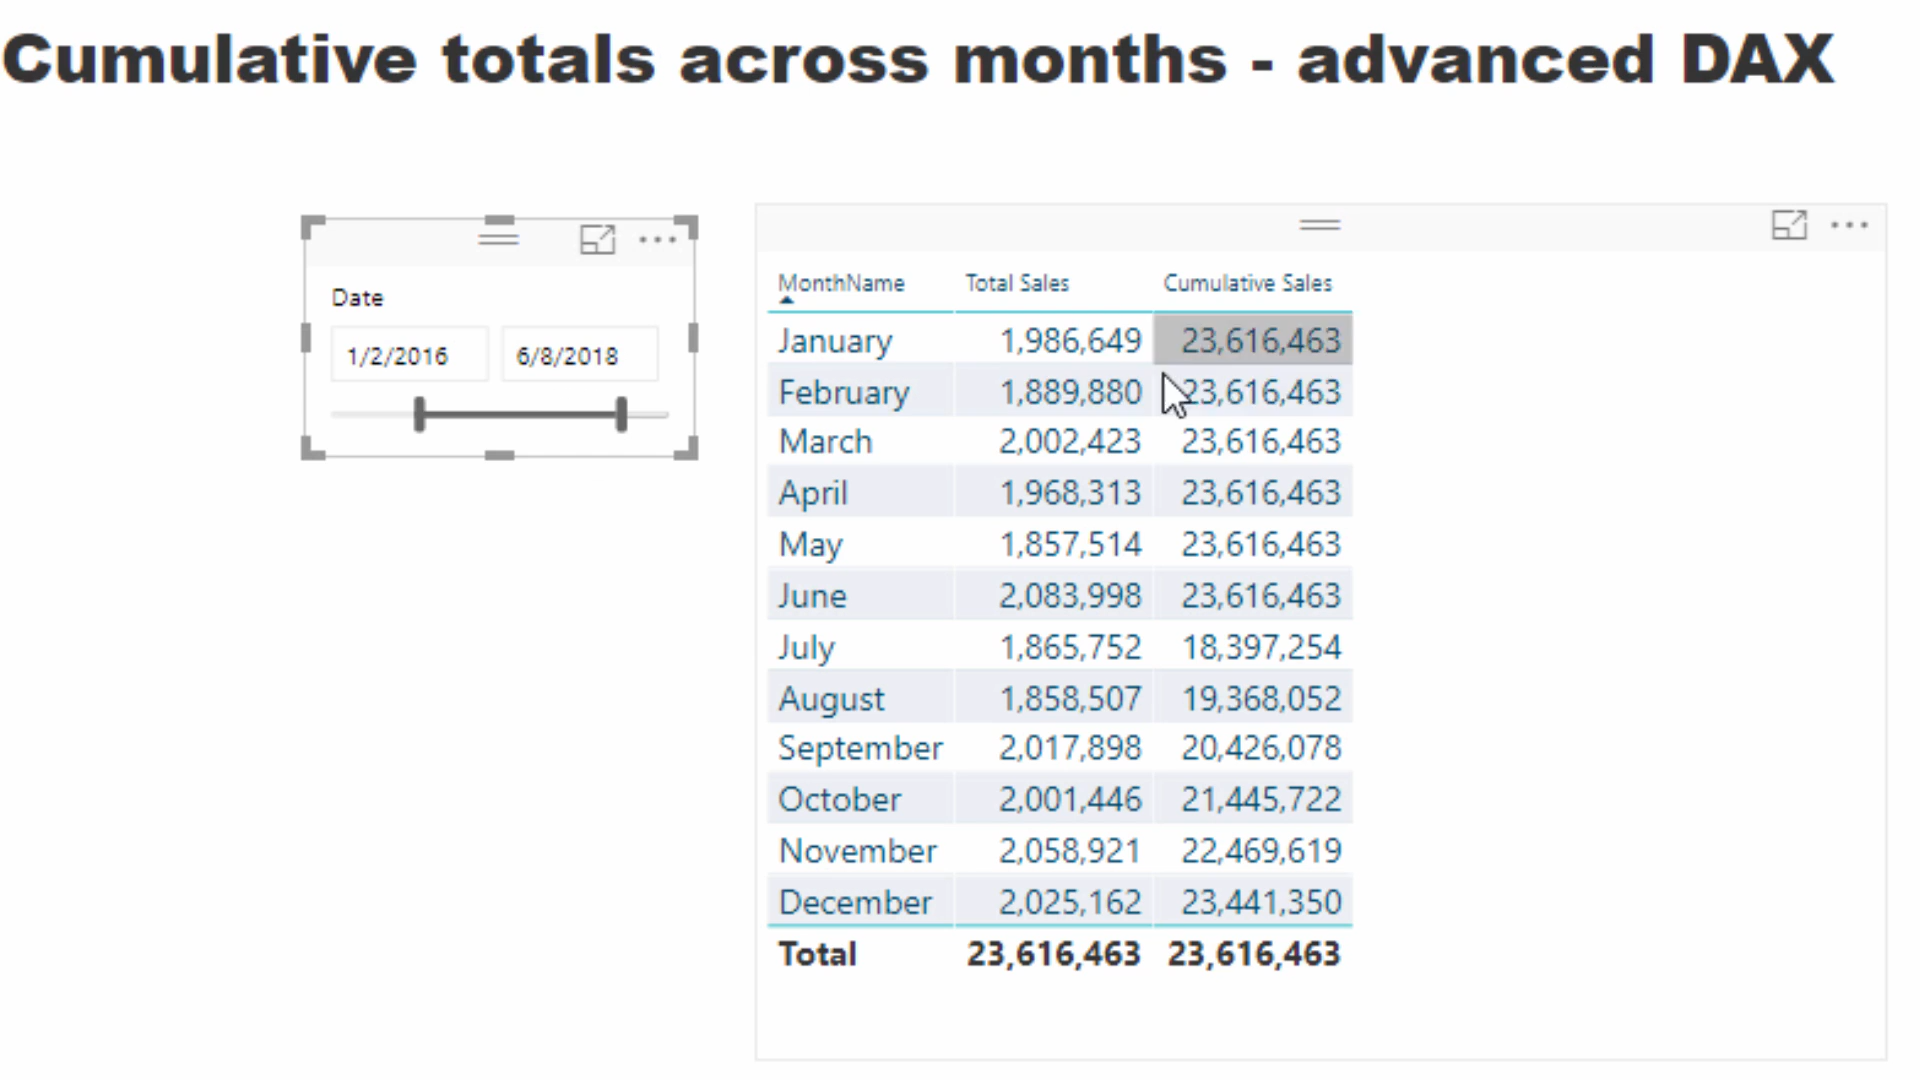 Cumulative totals across months - advanced DAX
Date
1/2/2016 6/8/2018
MonthName Total Sales Cumulative Sales
January 1,986,649 23,616,463
February 1,889,880 23,616,463
March 2,002,423 23,616,463
April 1,968,313 23,616,463
May 1,857,514 23,616,463
June 2,083,998 23,616,463
July 1,865,752 18,397,254
August 1,858,507 19,368,052
September 2,017,898 20,426,078
October 2,001,446 21,445,722
November 2,058,921 22,469,619
December 2,025,162 23,441,350
Total 23,616,463 23,616,463